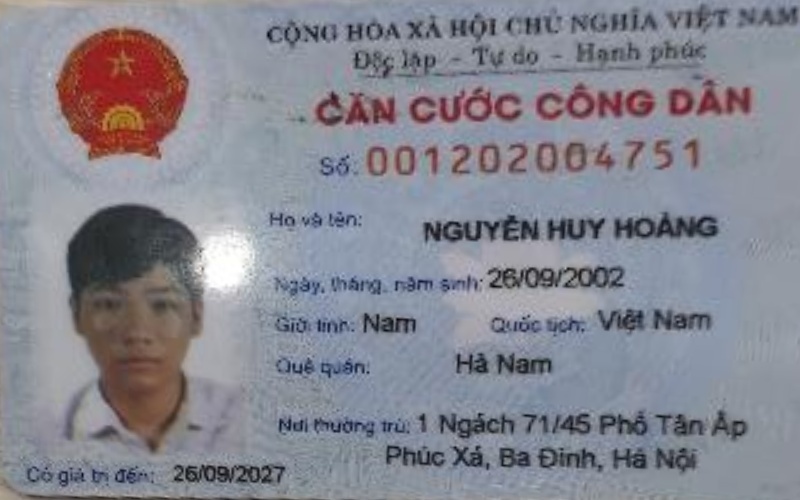 CỘNG HÒA XÃ HỘI CHỦ NGHĨA VIỆT NAM
Độc lập - Tự do - Hạnh phúc
CĂN CƯỚC CÔNG DÂN
Số: 001202004751
Họ và tên: NGUYỄN HUY HOÀNG
Ngày, tháng, năm sinh: 26/09/2002
Giới tính: Nam Quốc tịch: Việt Nam
Quê quán: Hà Nam
Nơi thường trú: 1 Ngách 71/45 Phố Tân Ấp
Phúc Xá, Ba Đình, Hà Nội
Có giá trị đến: 26/09/2027